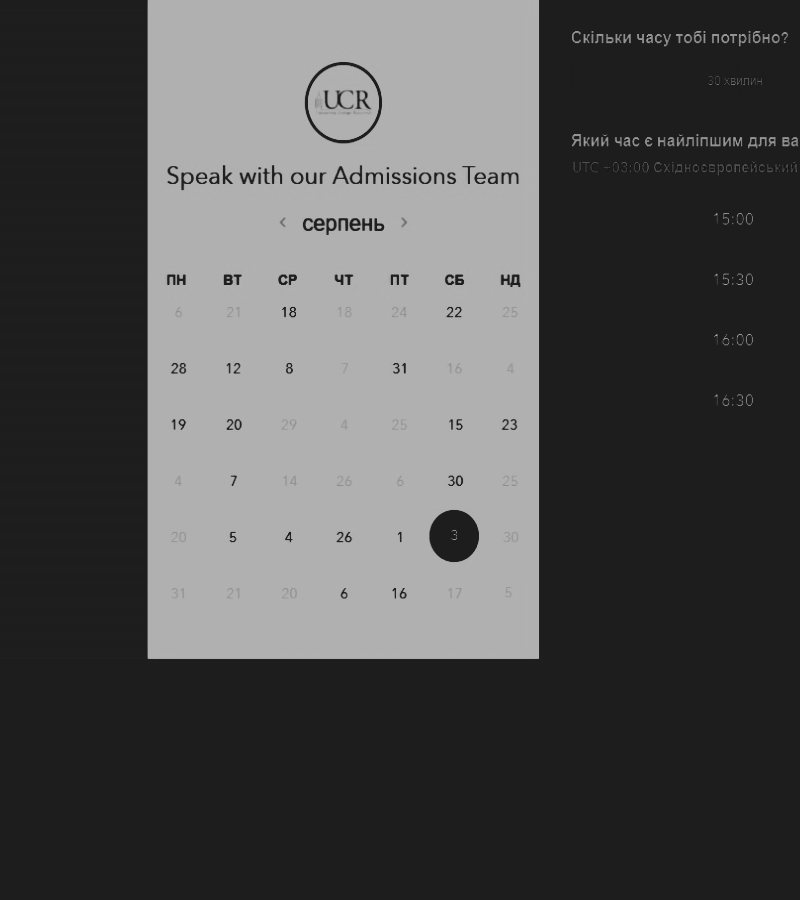 UCR
Speak with our Admissions Team
< серпень >
ПН ВТ СР ЧТ ПТ СБ НД
6 21 18 18 24 22 25
28 12 8 7 31 16 4
19 20 29 4 25 15 23
4 7 14 26 6 30 25
20 5 4 26 1 3 30
31 21 20 6 16 17 5
Скільки часу тобі потрібно?
30 хвилин
Який час є найліпшим для ва
UTC −03:00 Східноєвропейський
15:00
15:30
16:00
16:30